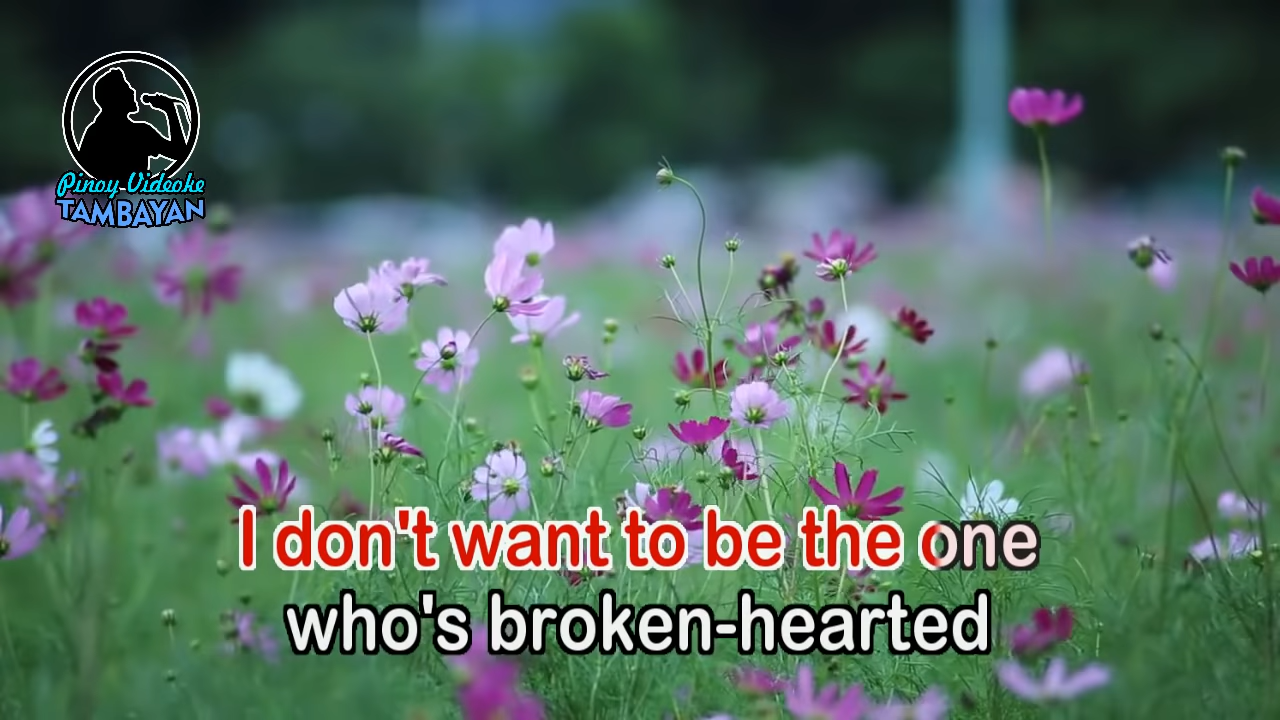 Pinoy Videoke
TAMBAYAN
I don't want to be the one
who's broken-hearted